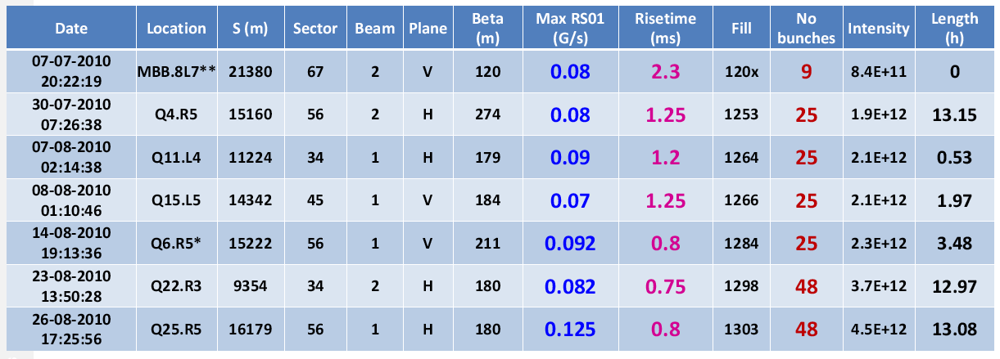 Date Location S (m) Sector Beam Plane Beta (m) Max RS01 (G/s) Risetime (ms) Fill No bunches Intensity Length (h)
07-07-2010 20:22:19 MBB.8L7** 21380 67 2 V 120 0.08 2.3 120x 9 8.4E+11 0
30-07-2010 07:26:38 Q4.R5 15160 56 2 H 274 0.08 1.25 1253 25 1.9E+12 13.15
07-08-2010 02:14:38 Q11.L4 11224 34 1 H 179 0.09 1.2 1264 25 2.1E+12 0.53
08-08-2010 01:10:46 Q15.L5 14342 45 1 V 184 0.07 1.25 1266 25 2.1E+12 1.97
14-08-2010 19:13:36 Q6.R5* 15222 56 1 V 211 0.092 0.8 1284 25 2.3E+12 3.48
23-08-2010 13:50:28 Q22.R3 9354 34 2 H 180 0.082 0.75 1298 48 3.7E+12 12.97
26-08-2010 17:25:56 Q25.R5 16179 56 1 H 180 0.125 0.8 1303 48 4.5E+12 13.08